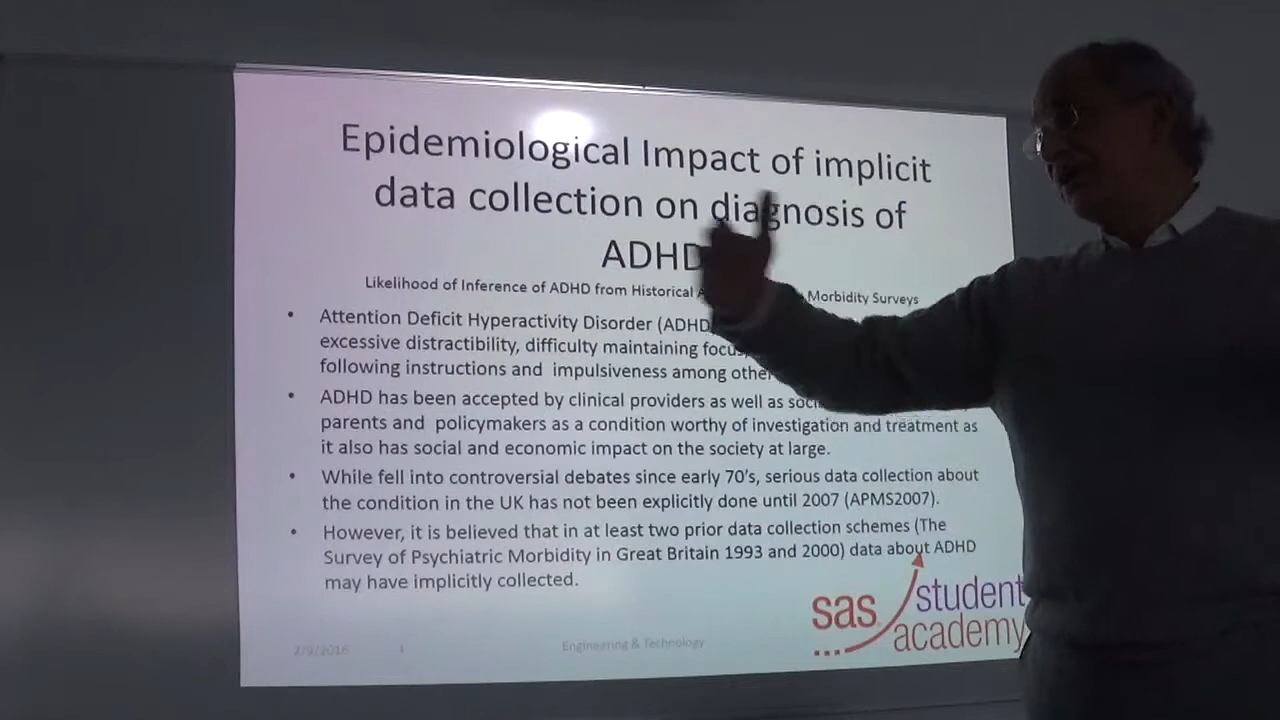 Epidemiological Impact of implicit
data collection on diagnosis of
ADHD
Likelihood of Inference of ADHD from Historical Morbidity Surveys
• Attention Deficit Hyperactivity Disorder (ADHD)
excessive distractibility, difficulty maintaining focus,
following instructions and impulsiveness among other
• ADHD has been accepted by clinical providers as well as
parents and policymakers as a condition worthy of investigation and treatment as
it also has social and economic impact on the society at large.
• While fell into controversial debates since early 70's, serious data collection about
the condition in the UK has not been explicitly done until 2007 (APMS2007).
• However, it is believed that in at least two prior data collection schemes (The
Survey of Psychiatric Morbidity in Great Britain 1993 and 2000) data about ADHD
may have implicitly collected.
sas student
academy
2/9/2016
Engineering & Technology